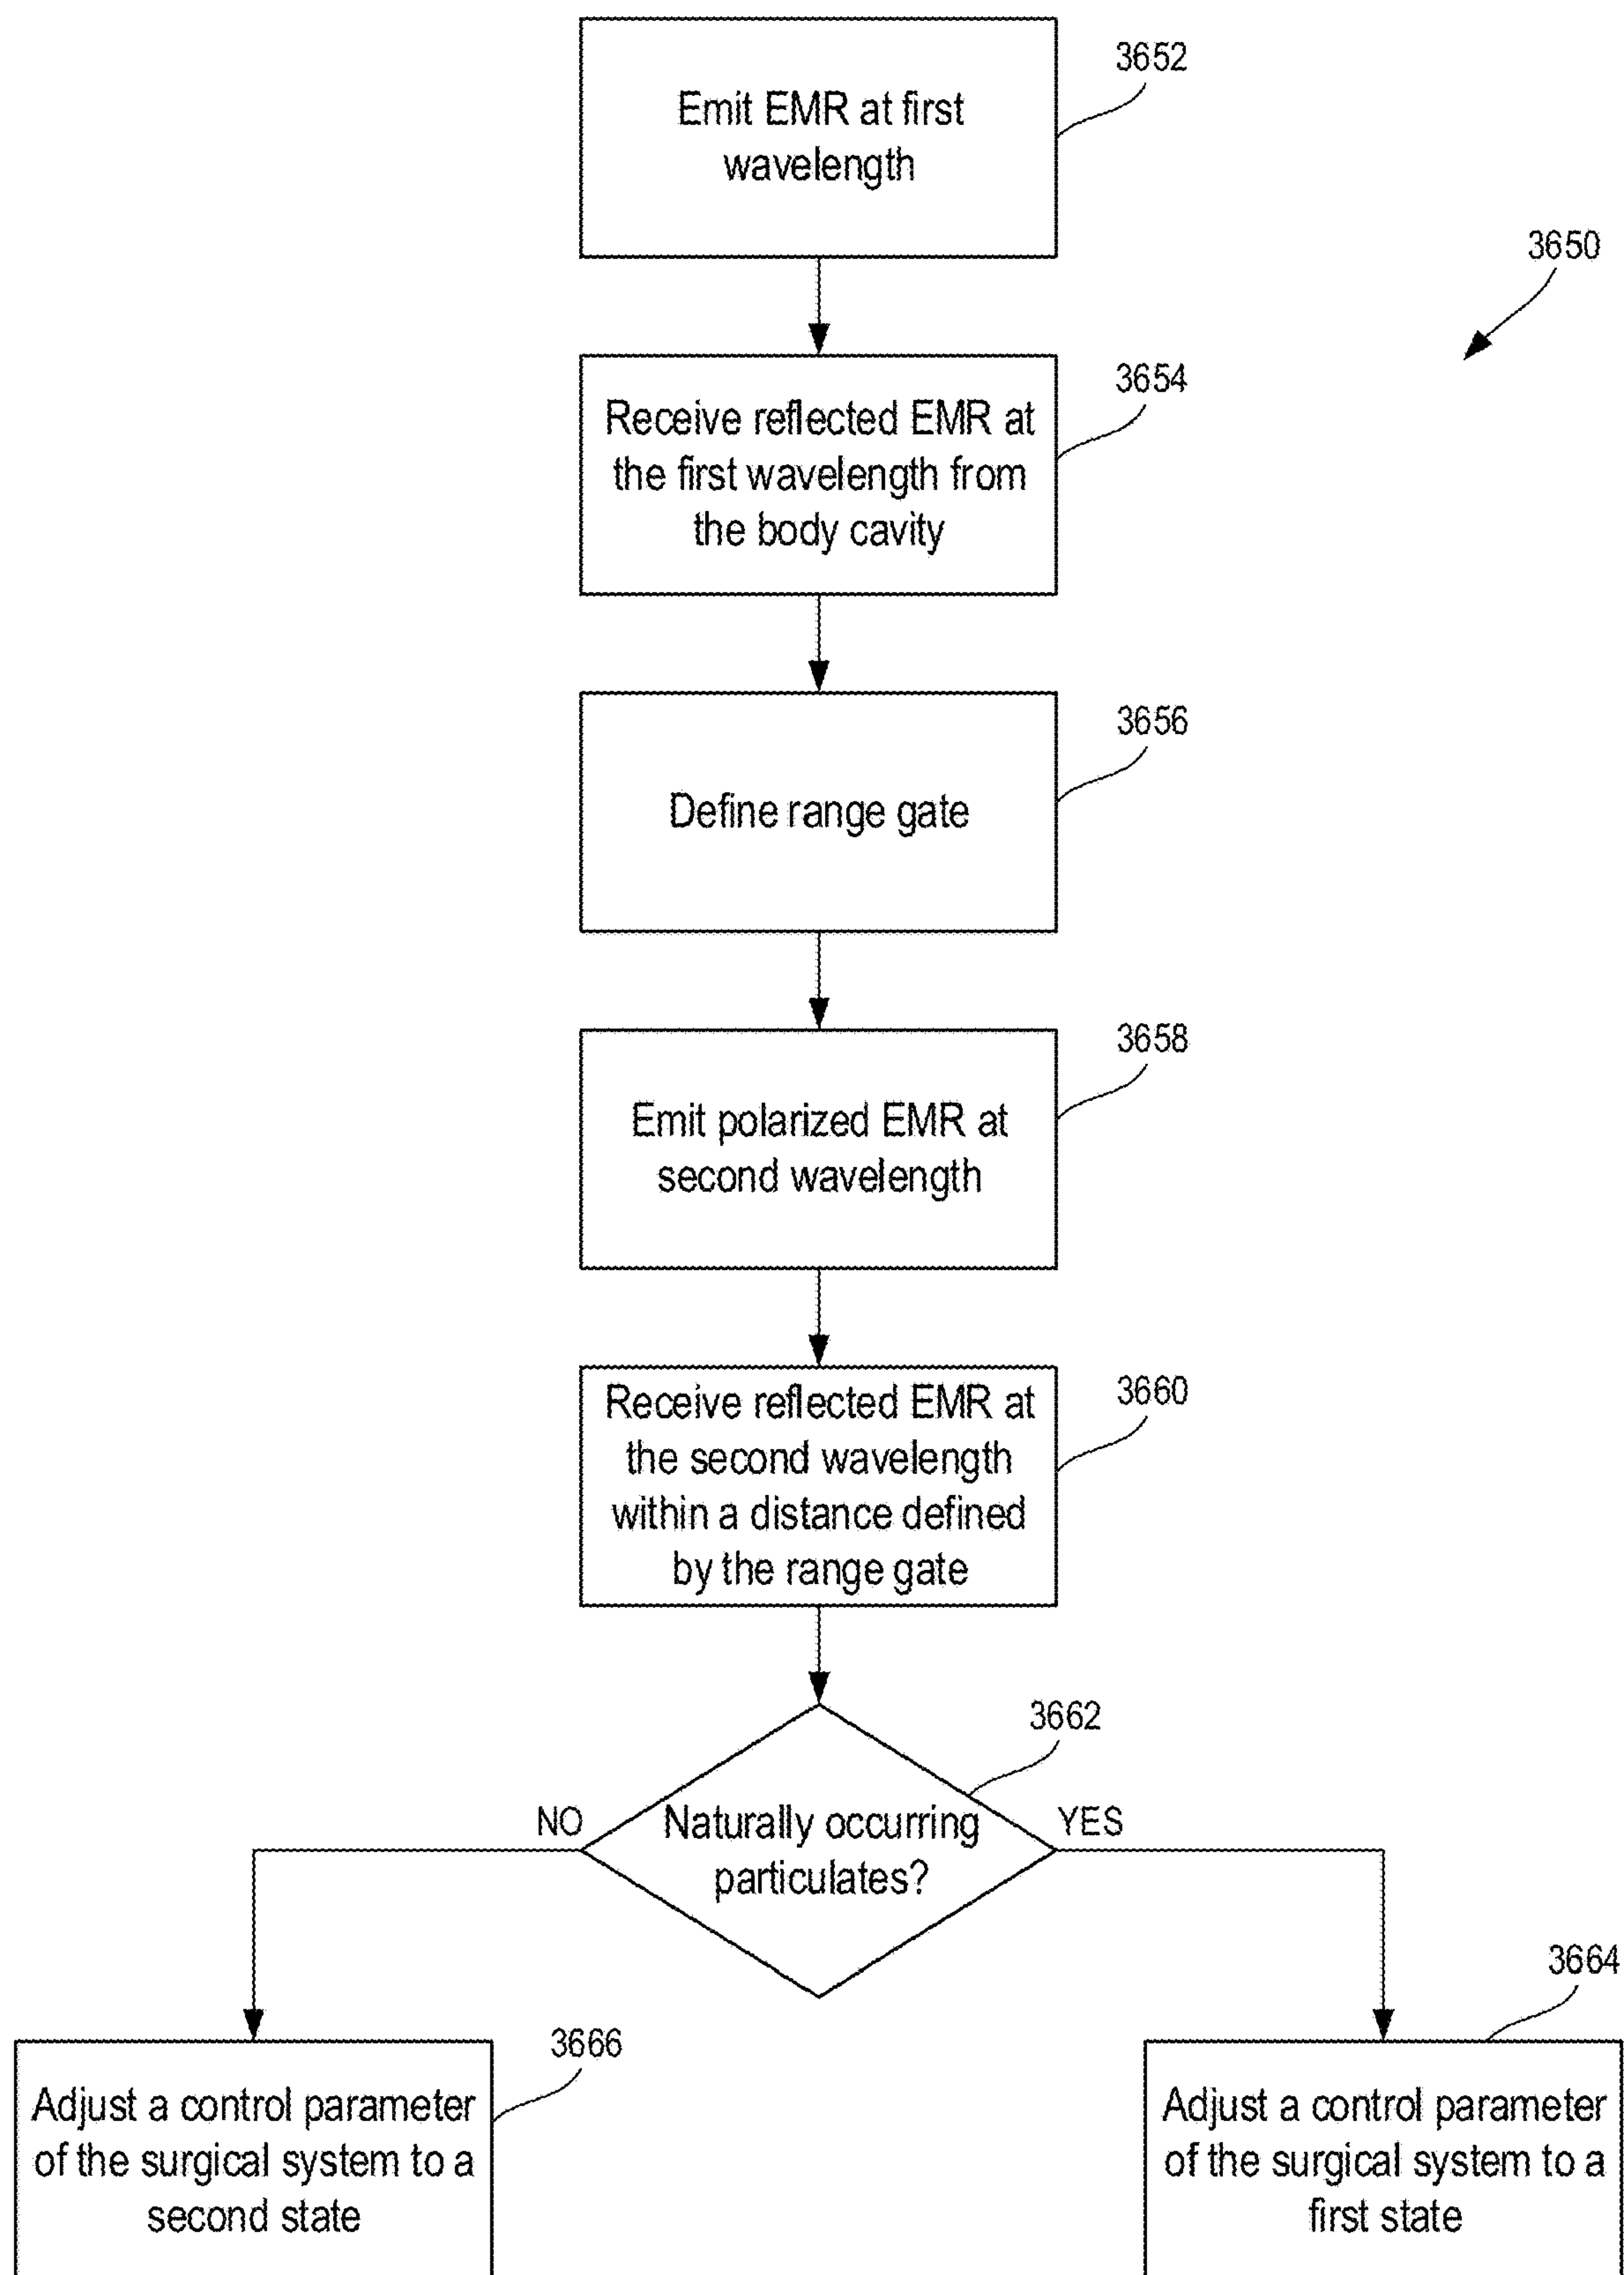 Emit EMR at first
wavelength
3652
3650
Receive reflected EMR at
the first wavelength from
the body cavity
3654
Define range gate
3656
Emit polarized EMR at
second wavelength
3658
Receive reflected EMR at
the second wavelength
within a distance defined
by the range gate
3660
Naturally occurring
particulates?
3662
NO
YES
Adjust a control parameter
of the surgical system to a
second state
3666
Adjust a control parameter
of the surgical system to a
first state
3664